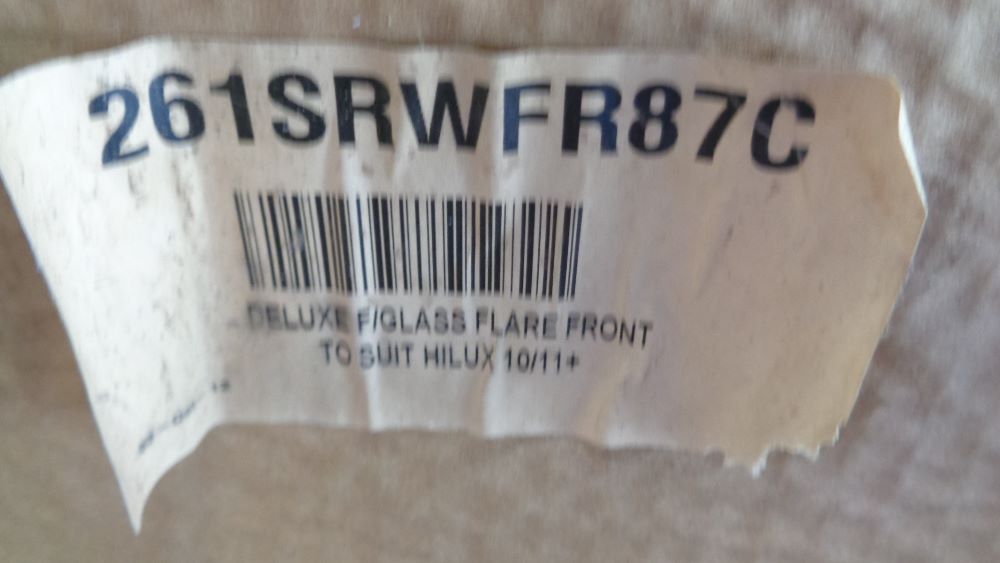 261SRWFR87C
DELUXE F/GLASS FLARE FRONT
TO SUIT HILUX 10/11+